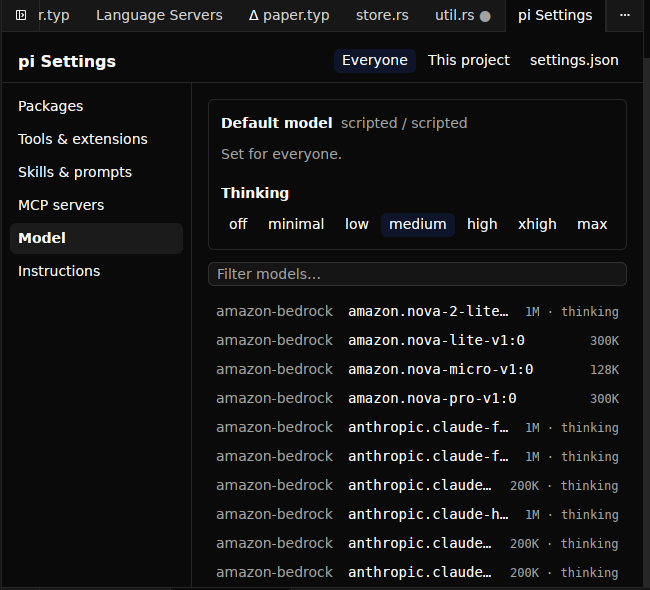 r.typ Language Servers Δ paper.typ store.rs util.rs ● pi Settings ···
pi Settings Everyone This project settings.json
Packages
Tools & extensions
Skills & prompts
MCP servers
Model
Instructions
Default model scripted / scripted
Set for everyone.
Thinking
off minimal low medium high xhigh max
Filter models...
amazon-bedrock amazon.nova-2-lite… 1M · thinking
amazon-bedrock amazon.nova-lite-v1:0 300K
amazon-bedrock amazon.nova-micro-v1:0 128K
amazon-bedrock amazon.nova-pro-v1:0 300K
amazon-bedrock anthropic.claude-f… 1M · thinking
amazon-bedrock anthropic.claude-f… 1M · thinking
amazon-bedrock anthropic.claude… 200K · thinking
amazon-bedrock anthropic.claude-h… 1M · thinking
amazon-bedrock anthropic.claude… 200K · thinking
amazon-bedrock anthropic.claude… 200K · thinking